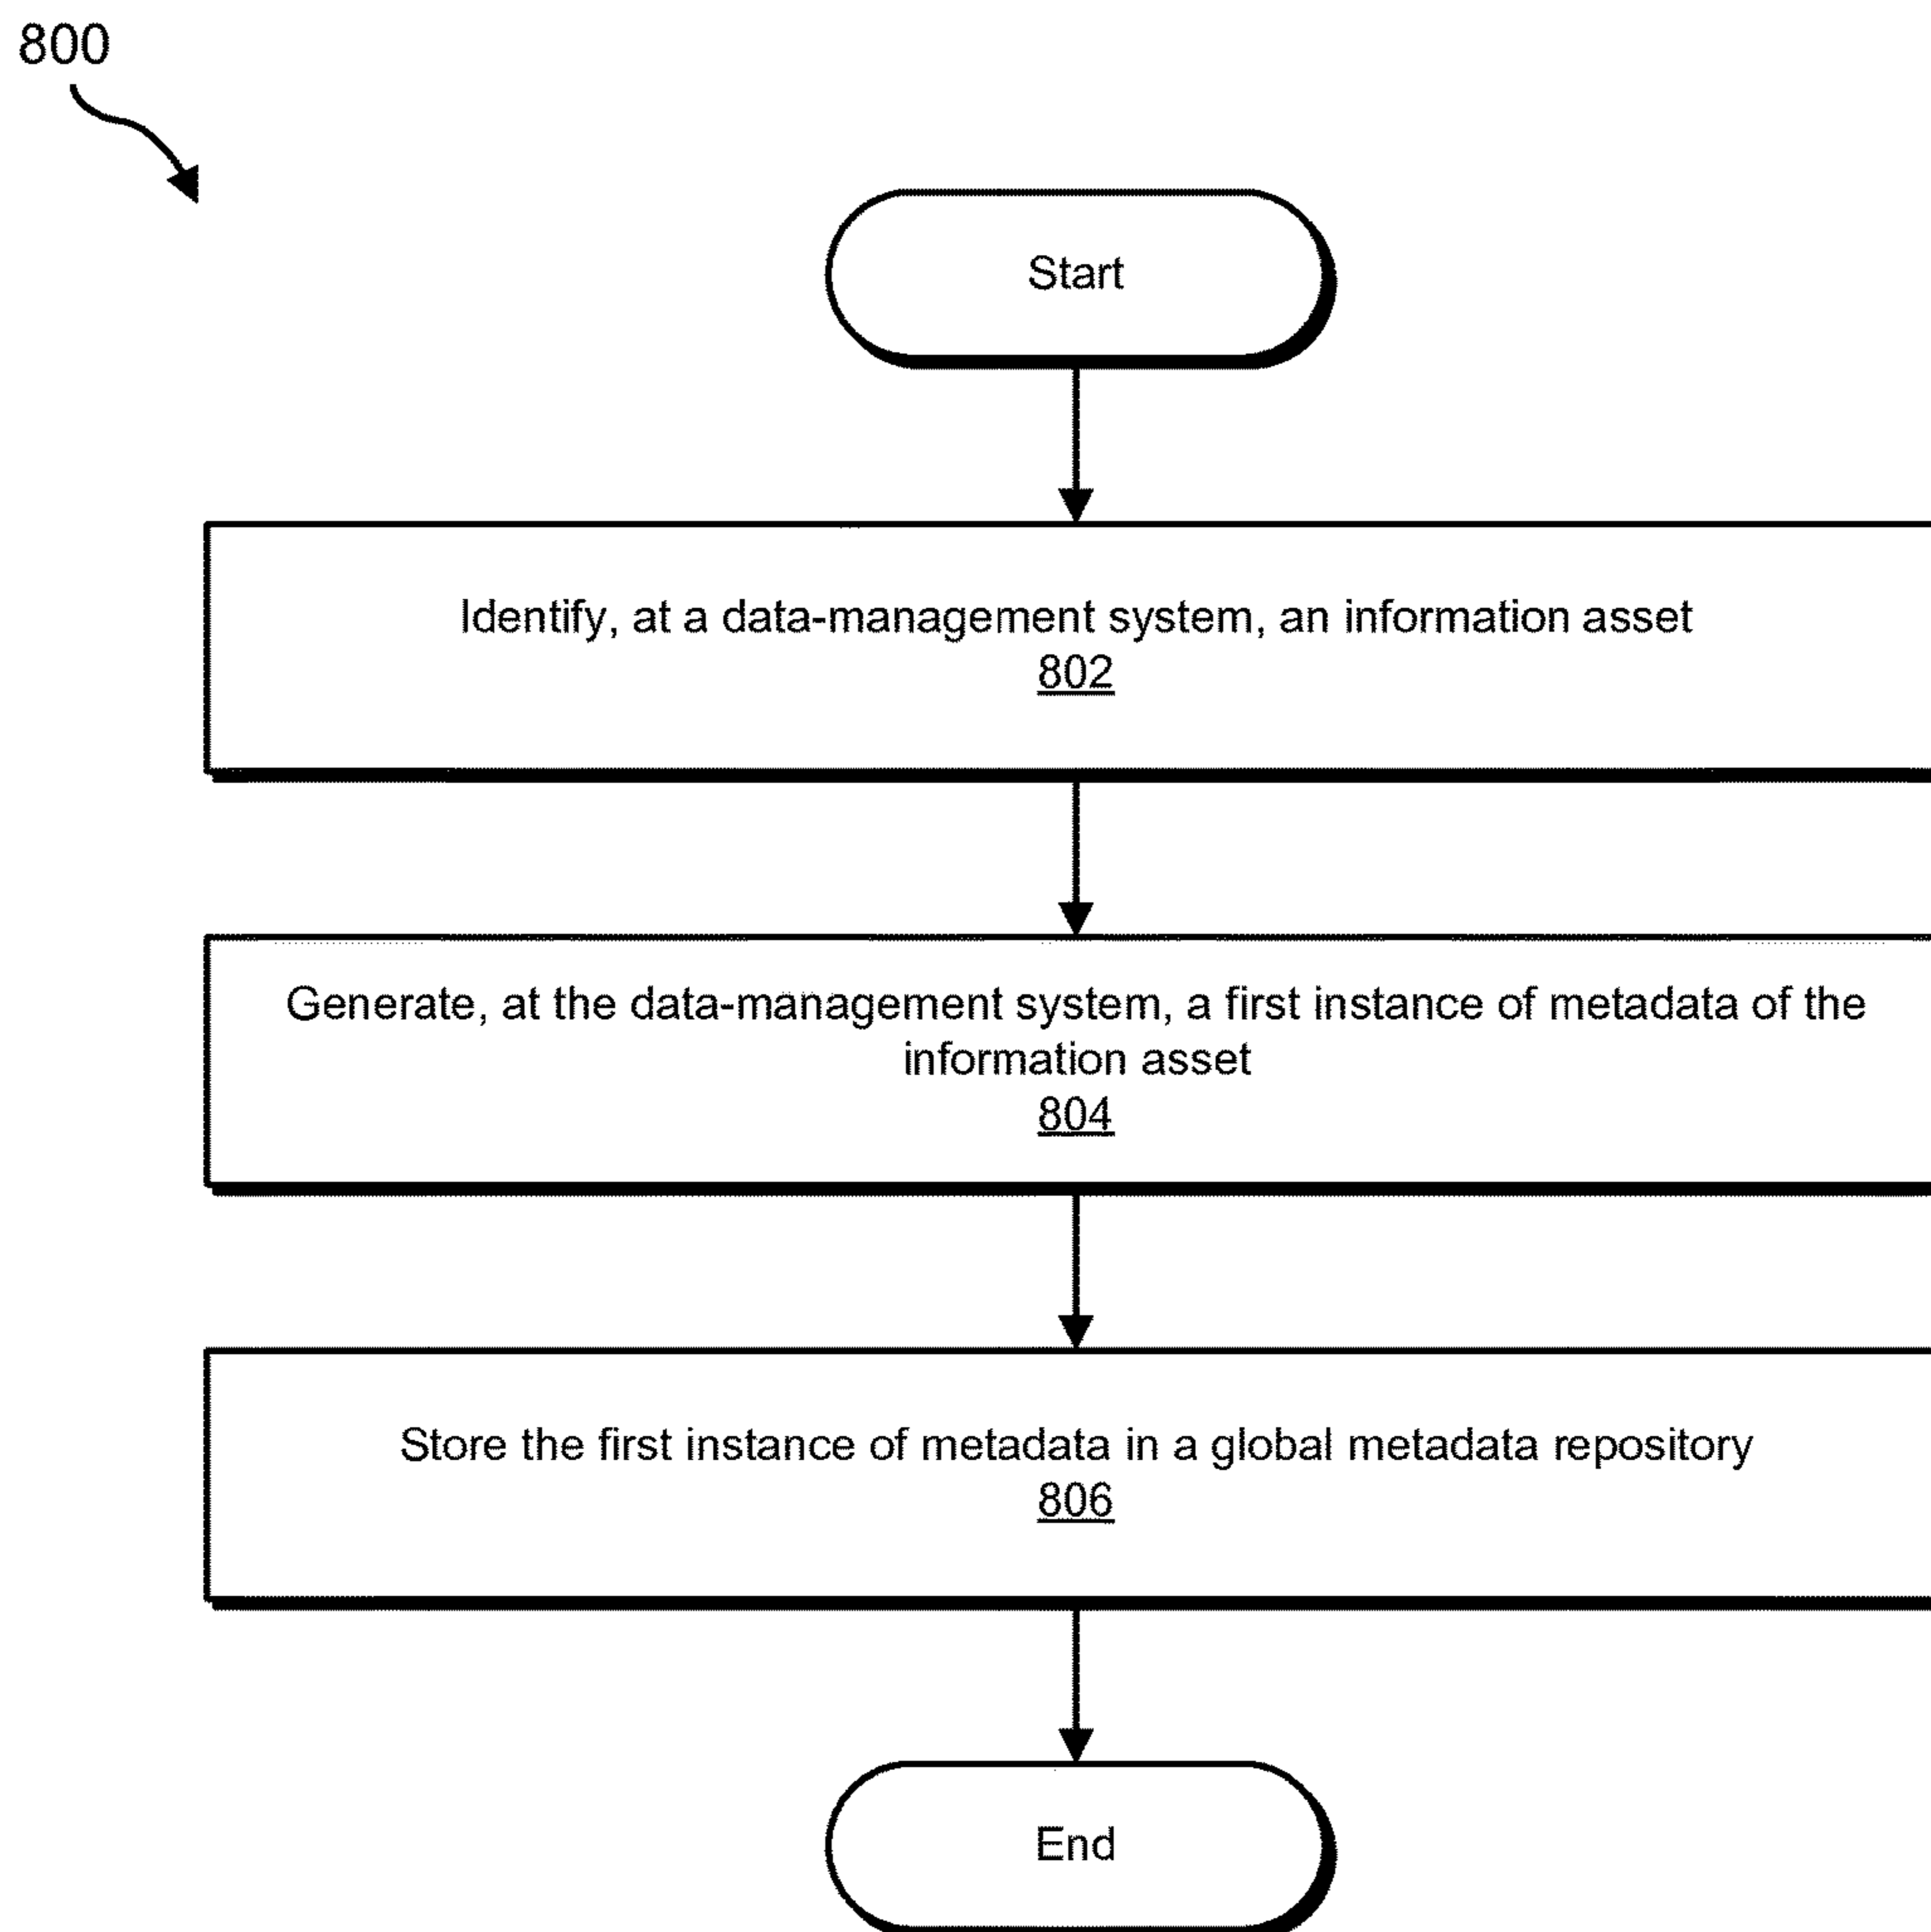 800
Start
Identify, at a data-management system, an information asset
802
Generate, at the data-management system, a first instance of metadata of the
information asset
804
Store the first instance of metadata in a global metadata repository
806
End